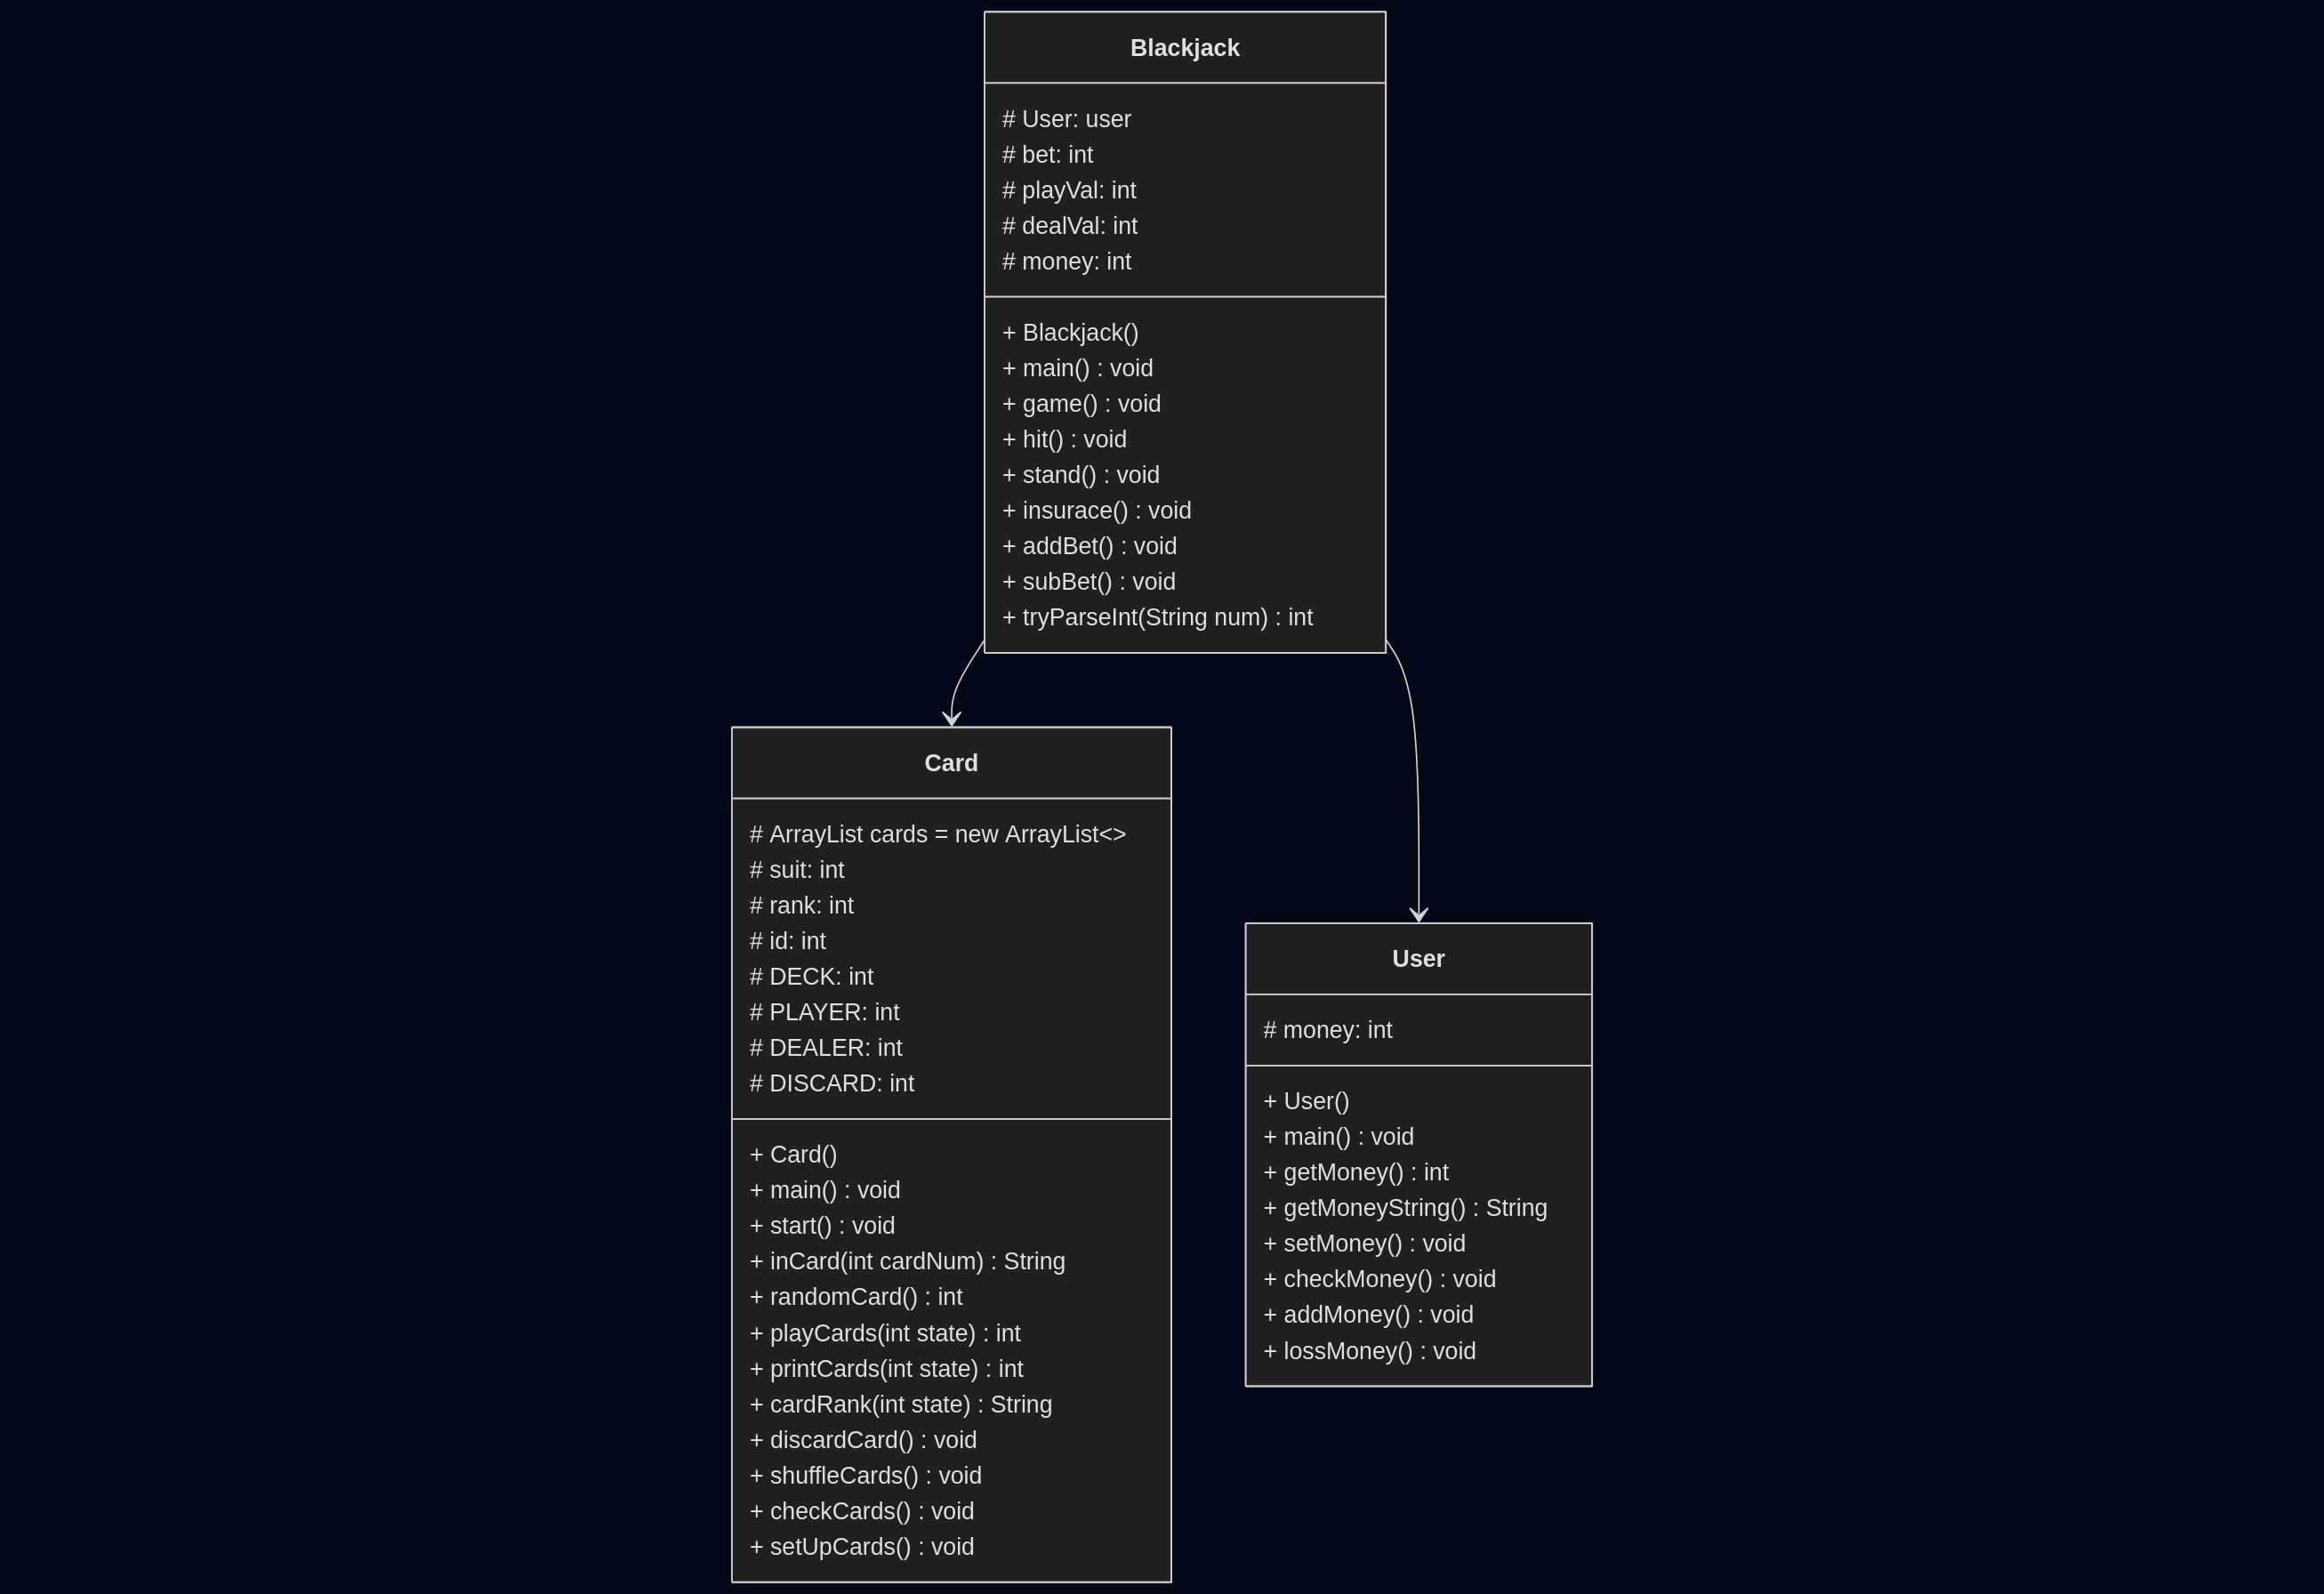 Blackjack
# User: user
# bet: int
# playVal: int
# dealVal: int
# money: int
+ Blackjack()
+ main() : void
+ game() : void
+ hit() : void
+ stand() : void
+ insurace() : void
+ addBet() : void
+ subBet() : void
+ tryParseInt(String num) : int
Card
# ArrayList cards = new ArrayList<>
# suit: int
# rank: int
# id: int
# DECK: int
# PLAYER: int
# DEALER: int
# DISCARD: int
+ Card()
+ main() : void
+ start() : void
+ inCard(int cardNum) : String
+ randomCard() : int
+ playCards(int state) : int
+ printCards(int state) : int
+ cardRank(int state) : String
+ discardCard() : void
+ shuffleCards() : void
+ checkCards() : void
+ setUpCards() : void
User
# money: int
+ User()
+ main() : void
+ getMoney() : int
+ getMoneyString() : String
+ setMoney() : void
+ checkMoney() : void
+ addMoney() : void
+ lossMoney() : void